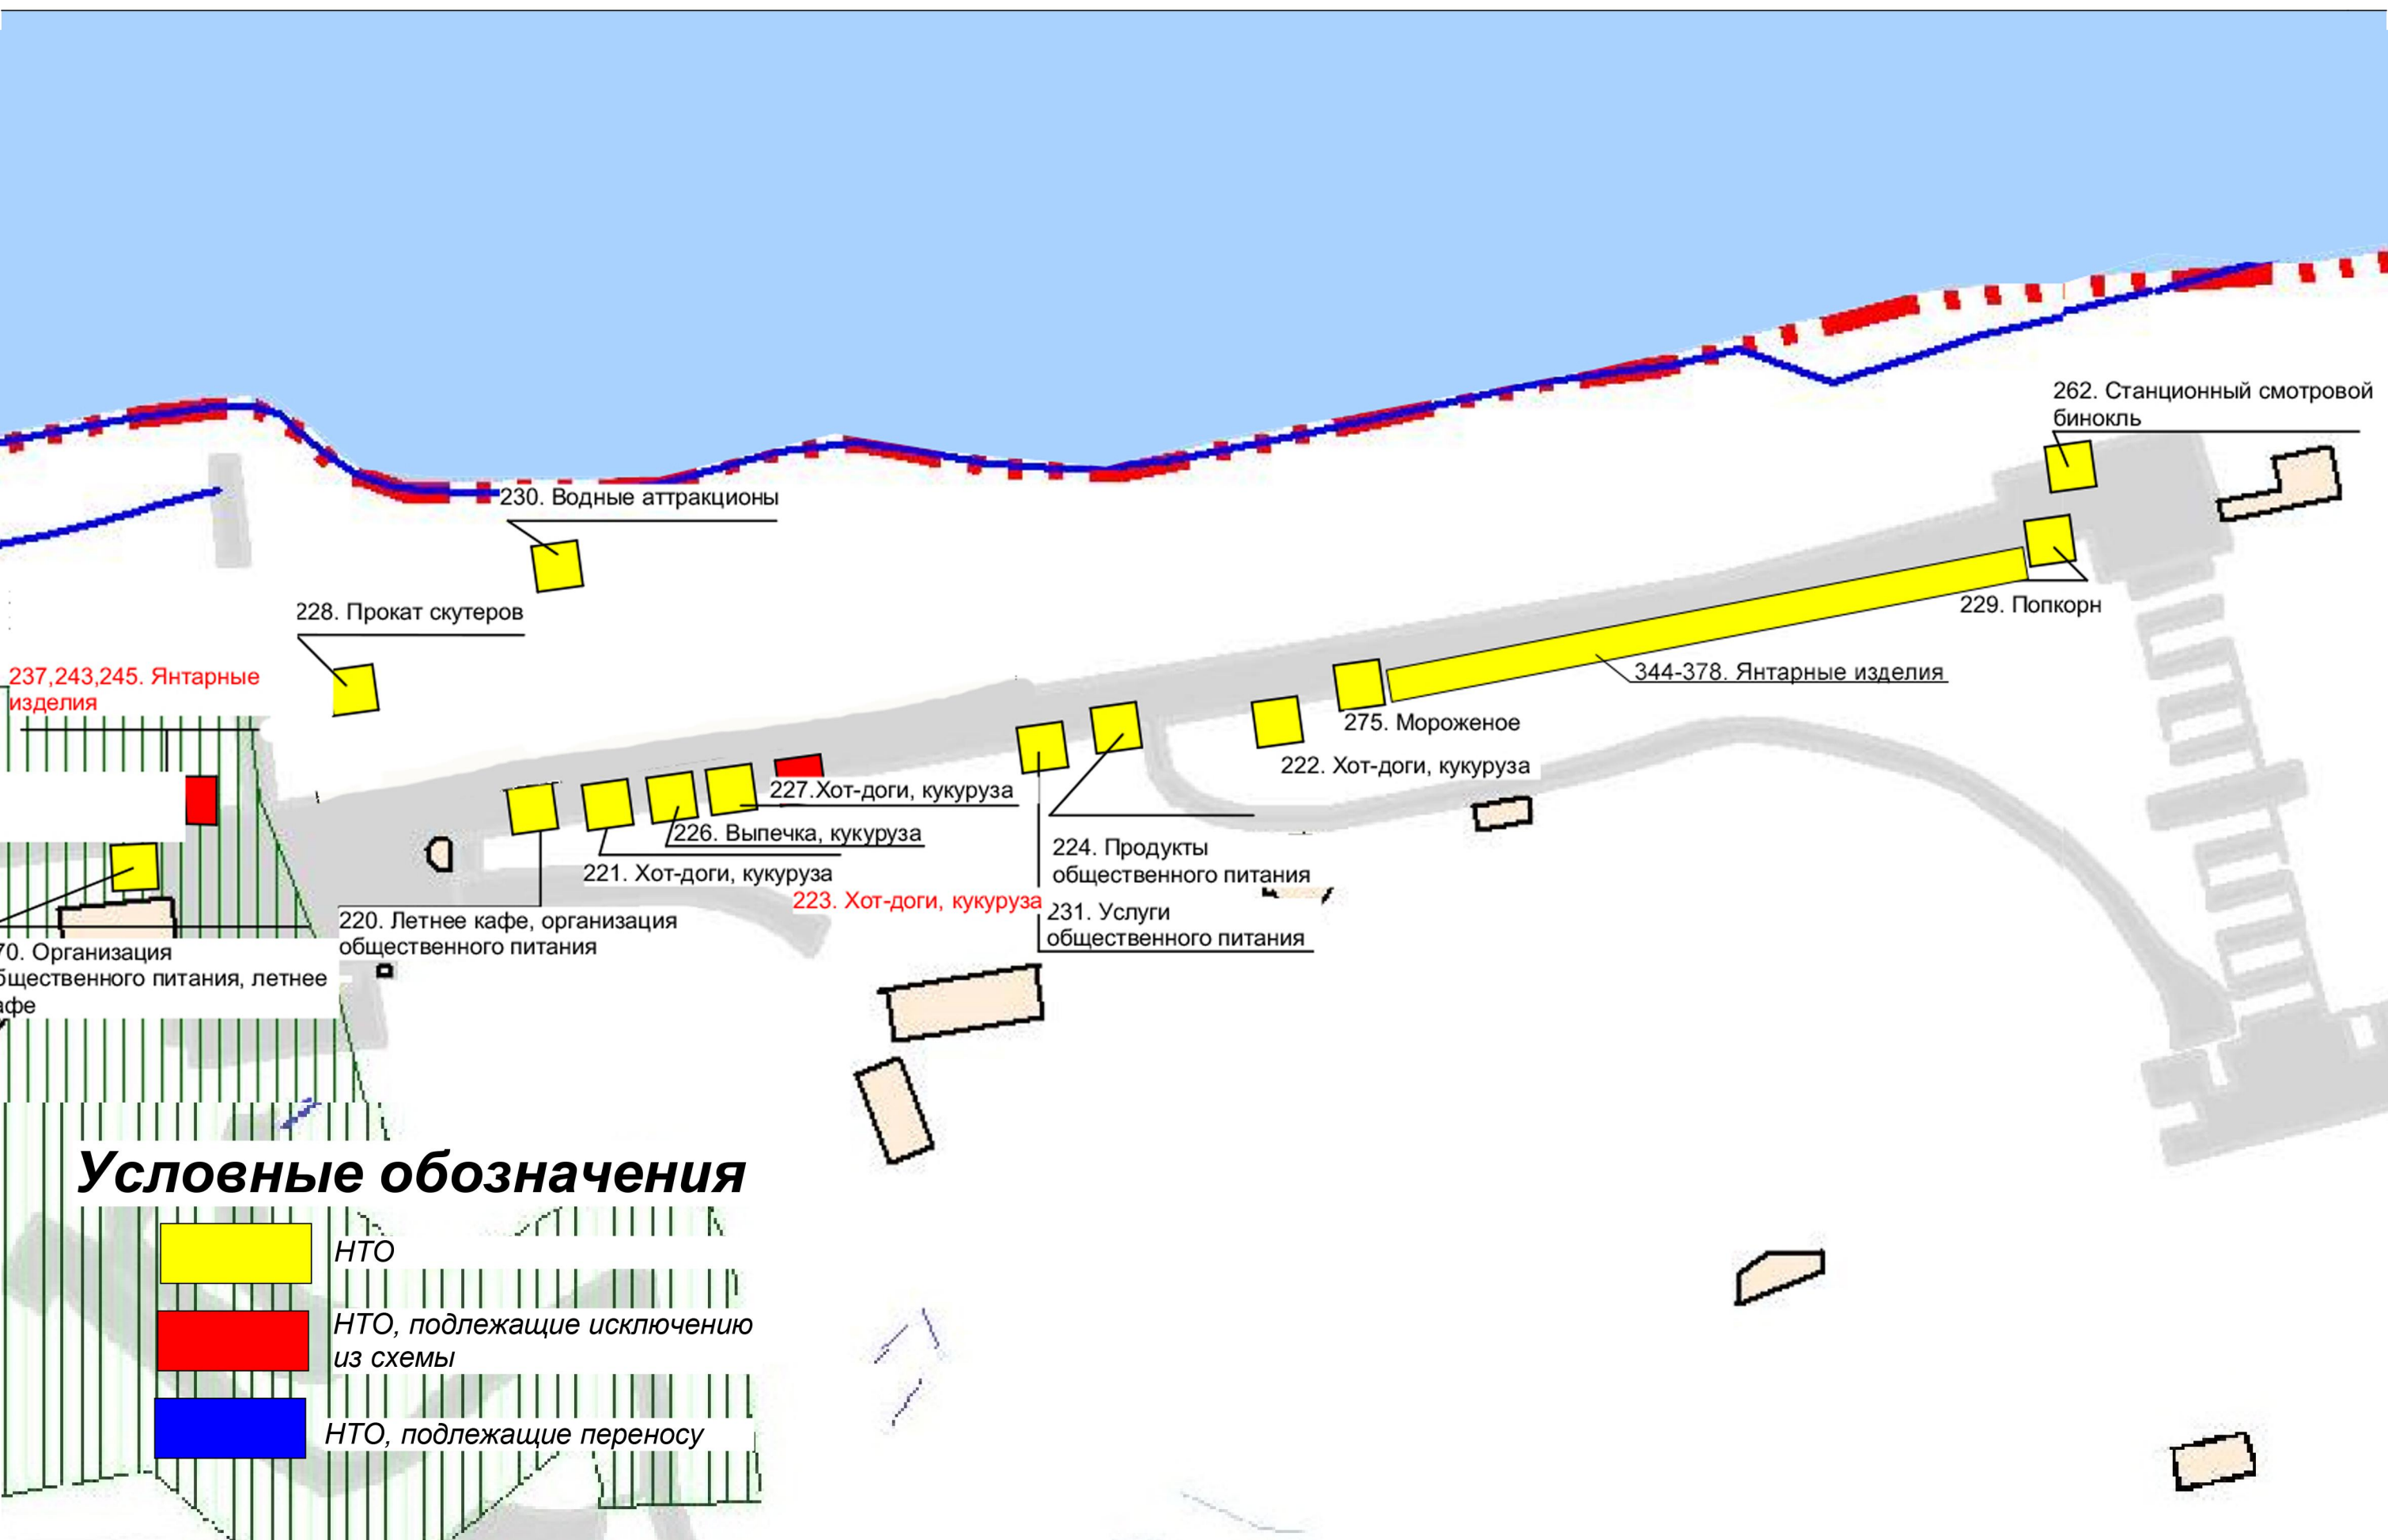 262. Станционный смотровой
бинокль
230. Водные аттракционы
229. Попкорн
228. Прокат скутеров
237,243,245. Янтарные
изделия
344-378. Янтарные изделия
275. Мороженое
222. Хот-доги, кукуруза
227.Хот-доги, кукуруза
226. Выпечка, кукуруза
221. Хот-доги, кукуруза
224. Продукты
общественного питания
223. Хот-доги, кукуруза
231. Услуги
общественного питания
220. Летнее кафе, организация
общественного питания
70. Организация
бщественного питания, летнее
афе
Условные обозначения
НТО
НТО, подлежащие исключению
из схемы
НТО, подлежащие переносу